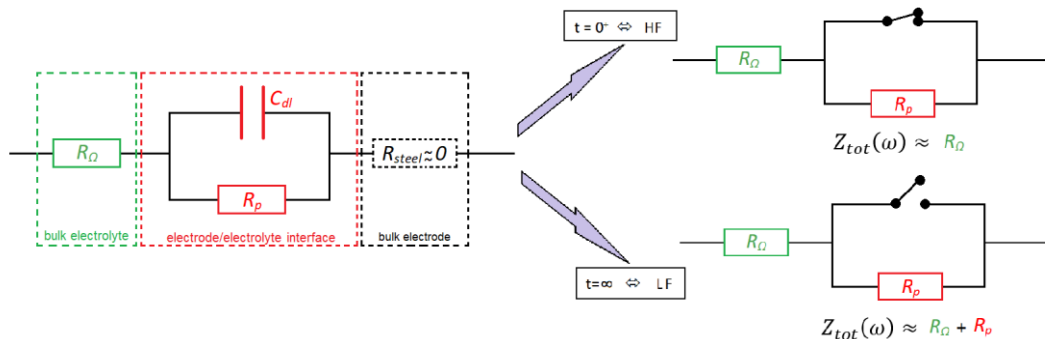 R_Ω
C_dl
R_p
R_steel≈0
bulk electrolyte
electrode/electrolyte interface
bulk electrode
t = 0⁺ ⇔ HF
R_Ω
R_p
Z_tot(ω) ≈ R_Ω
t=∞ ⇔ LF
R_Ω
R_p
Z_tot(ω) ≈ R_Ω + R_p